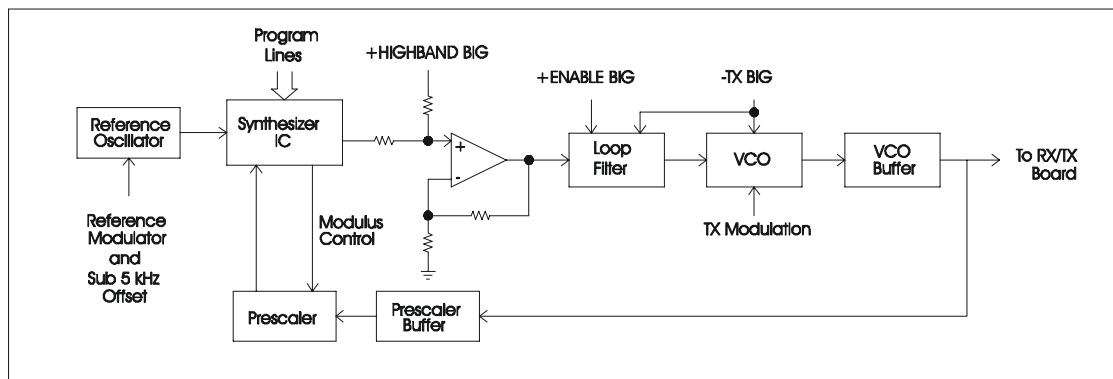 Program
Lines
+HIGHBAND BIG
+ENABLE BIG
-TX BIG
Reference
Oscillator
Synthesizer
IC
+
-
Loop
Filter
VCO
VCO
Buffer
To RX/TX
Board
Reference
Modulator
and
Sub 5 kHz
Offset
Modulus
Control
TX Modulation
Prescaler
Prescaler
Buffer